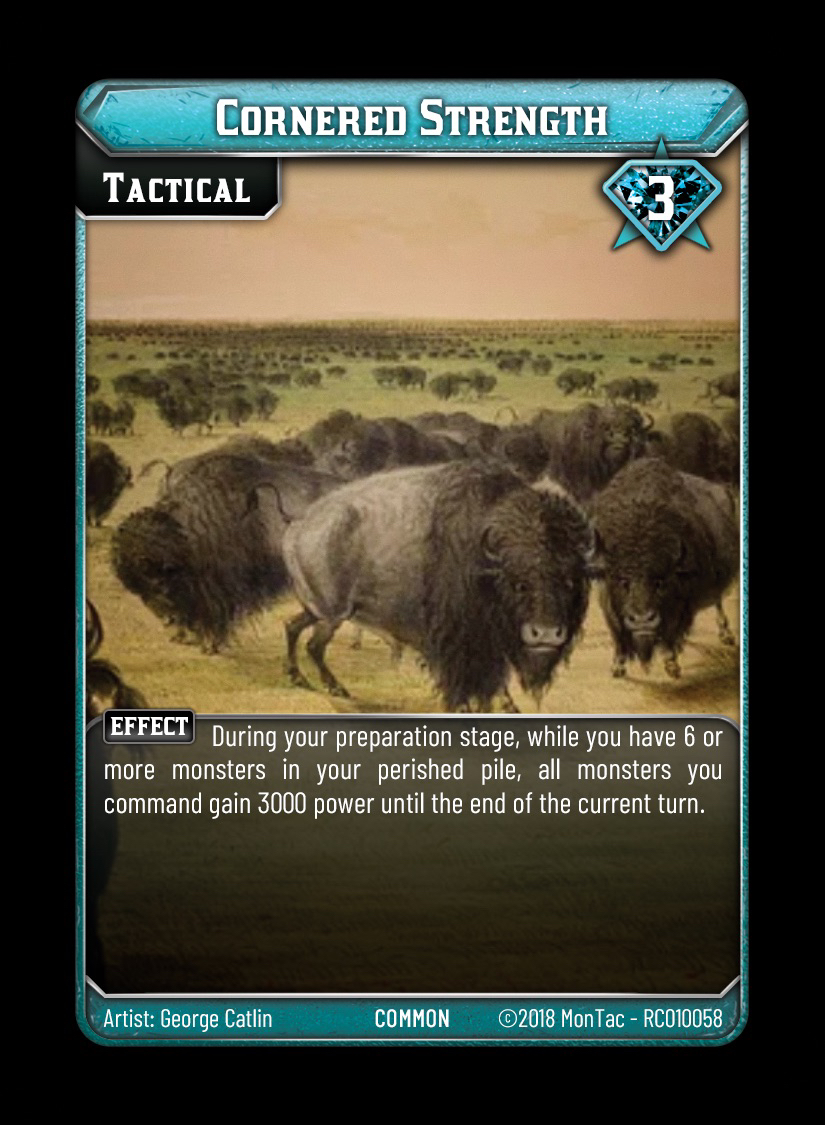 Cornered Strength
Tactical
3
EFFECT During your preparation stage, while you have 6 or
more monsters in your perished pile, all monsters you
command gain 3000 power until the end of the current turn.
Artist: George Catlin COMMON ©2018 MonTac - RC010058